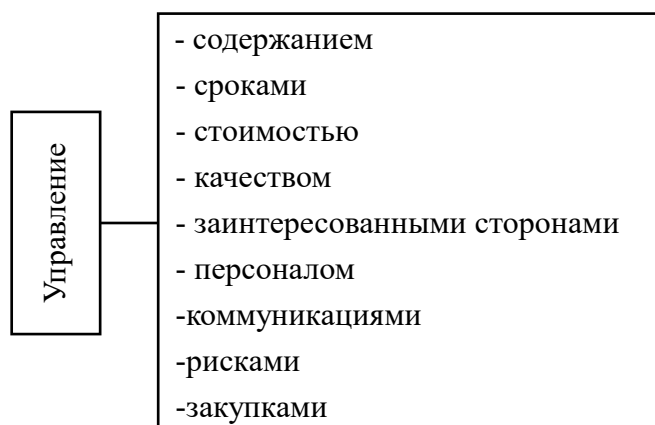 Управление
- содержанием
- сроками
- стоимостью
- качеством
- заинтересованными сторонами
- персоналом
-коммуникациями
-рисками
-закупками